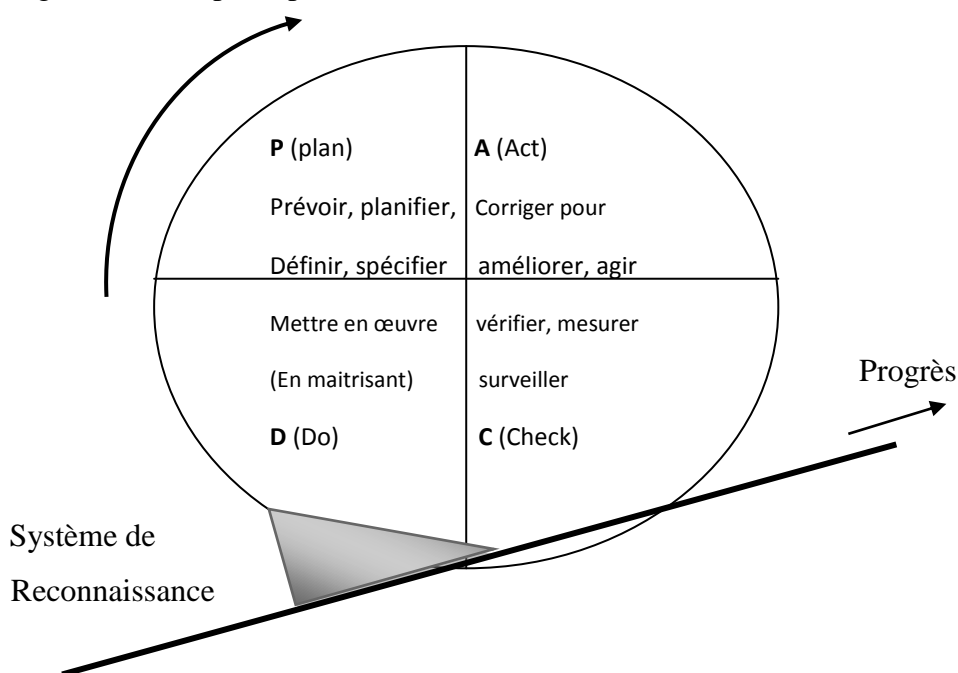 P (plan)
Prévoir, planifier,
Définir, spécifier
A (Act)
Corriger pour
améliorer, agir
Mettre en œuvre
(En maitrisant)
D (Do)
vérifier, mesurer
surveiller
C (Check)
Progrès
Système de
Reconnaissance